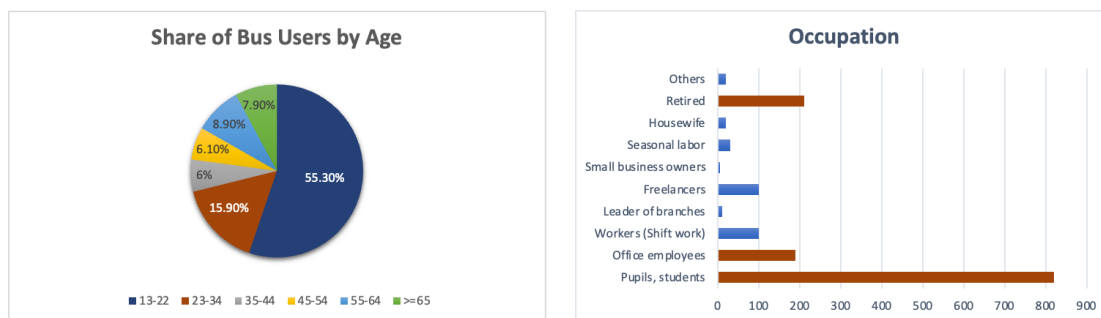 Share of Bus Users by Age
7.90%
8.90%
6.10%
6%
55.30%
15.90%
13-22 23-34 35-44 45-54 55-64 >=65
Occupation
Others
Retired
Housewife
Seasonal labor
Small business owners
Freelancers
Leader of branches
Workers (Shift work)
Office employees
Pupils, students
0 100 200 300 400 500 600 700 800 900